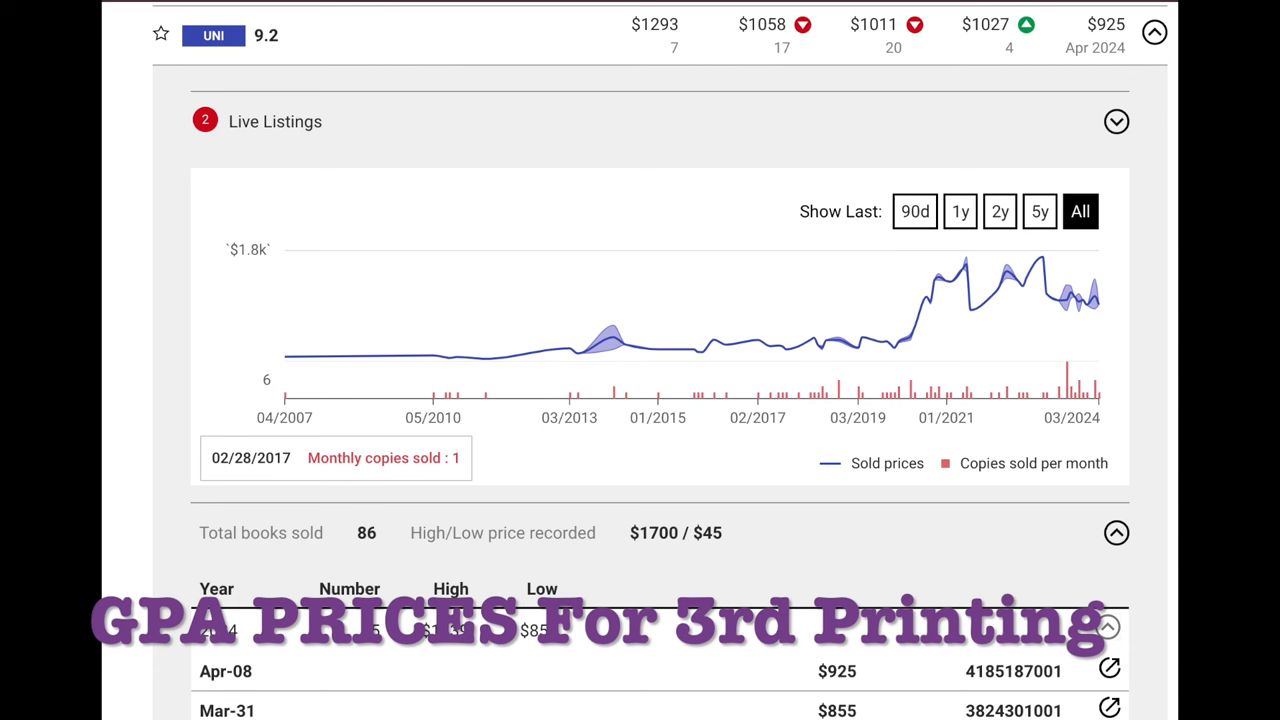 $1293 $1058 $1011 $1027 $925
UNI 9.2
7 17 20 4 Apr 2024
2 Live Listings
Show Last: 90d 1y 2y 5y All
`$1.8k`
6
04/2007 05/2010 03/2013 01/2015 02/2017 03/2019 01/2021 03/2024
02/28/2017 Monthly copies sold : 1
Sold prices Copies sold per month
Total books sold 86 High/Low price recorded $1700 / $45
Year Number High Low
GPA PRICES For 3rd Printing
Apr-08 $925 4185187001
Mar-31 $855 3824301001